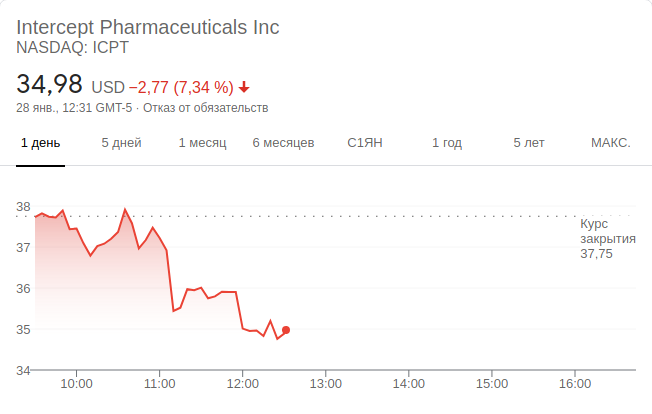 Intercept Pharmaceuticals Inc
NASDAQ: ICPT
34,98 USD −2,77 (7,34 %)
28 янв., 12:31 GMT-5 · Отказ от обязательств
1 день 5 дней 1 месяц 6 месяцев С1ЯН 1 год 5 лет МАКС.
38
Курс
закрытия
37,75
37
36
35
34
10:00 11:00 12:00 13:00 14:00 15:00 16:00